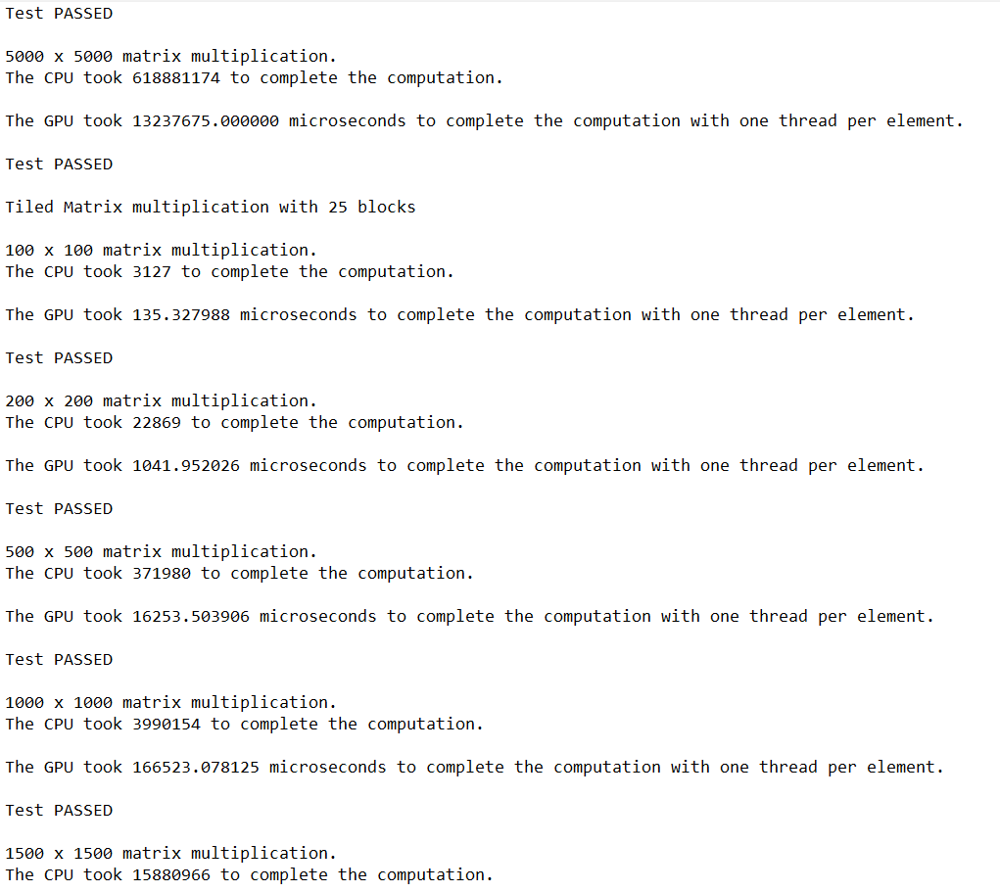 Test PASSED
5000 x 5000 matrix multiplication.
The CPU took 618881174 to complete the computation.
The GPU took 13237675.000000 microseconds to complete the computation with one thread per element.
Test PASSED
Tiled Matrix multiplication with 25 blocks
100 x 100 matrix multiplication.
The CPU took 3127 to complete the computation.
The GPU took 135.327988 microseconds to complete the computation with one thread per element.
Test PASSED
200 x 200 matrix multiplication.
The CPU took 22869 to complete the computation.
The GPU took 1041.952026 microseconds to complete the computation with one thread per element.
Test PASSED
500 x 500 matrix multiplication.
The CPU took 371980 to complete the computation.
The GPU took 16253.503906 microseconds to complete the computation with one thread per element.
Test PASSED
1000 x 1000 matrix multiplication.
The CPU took 3990154 to complete the computation.
The GPU took 166523.078125 microseconds to complete the computation with one thread per element.
Test PASSED
1500 x 1500 matrix multiplication.
The CPU took 15880966 to complete the computation.